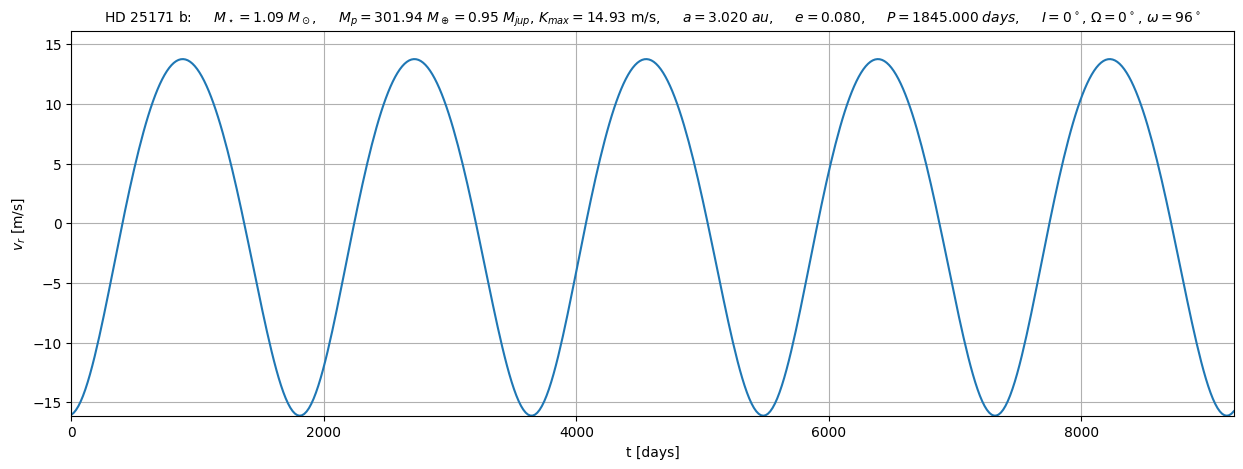 HD 25171 b: M⋆ = 1.09 M⊙, Mp = 301.94 M⊕ = 0.95 Mjup, Kmax = 14.93 m/s, a = 3.020 au, e = 0.080, P = 1845.000 days, I = 0°, Ω = 0°, ω = 96°
15
10
5
0
−5
−10
−15
vr [m/s]
0 2000 4000 6000 8000
t [days]